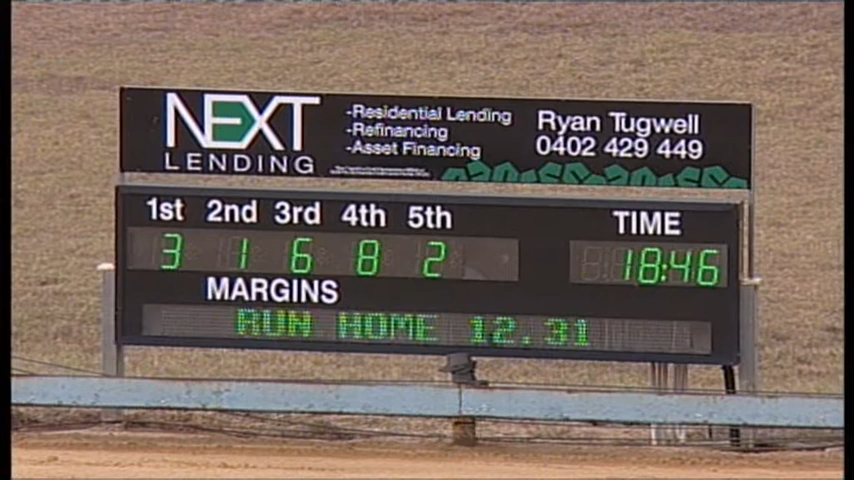 NEXT
LENDING
-Residential Lending
-Refinancing
-Asset Financing
Ryan Tugwell
0402 429 449
1st 2nd 3rd 4th 5th TIME
3 1 6 8 2 18:46
MARGINS
RUN HOME 12.31